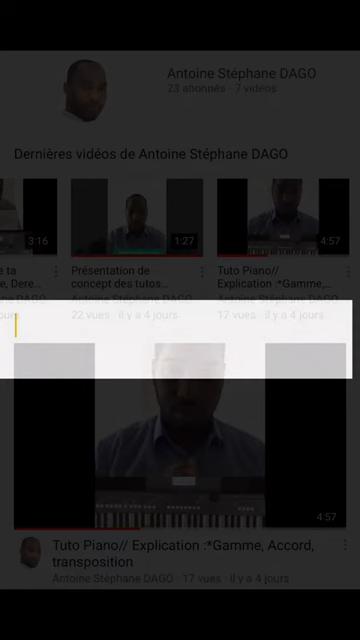 Antoine Stéphane DAGO
23 abonnés · 7 vidéos
Dernières vidéos de Antoine Stéphane DAGO
3:16
1:27
4:57
e ta
, Dere...
Présentation de
concept des tutos...
Antoine Stéphane DAGO
22 vues · il y a 4 jours
Tuto Piano//
Explication :*Gamme,...
Antoine Stéphane DAGO
17 vues · il y a 4 jours
4:57
Tuto Piano// Explication :*Gamme, Accord,
transposition
Antoine Stéphane DAGO · 17 vues · il y a 4 jours